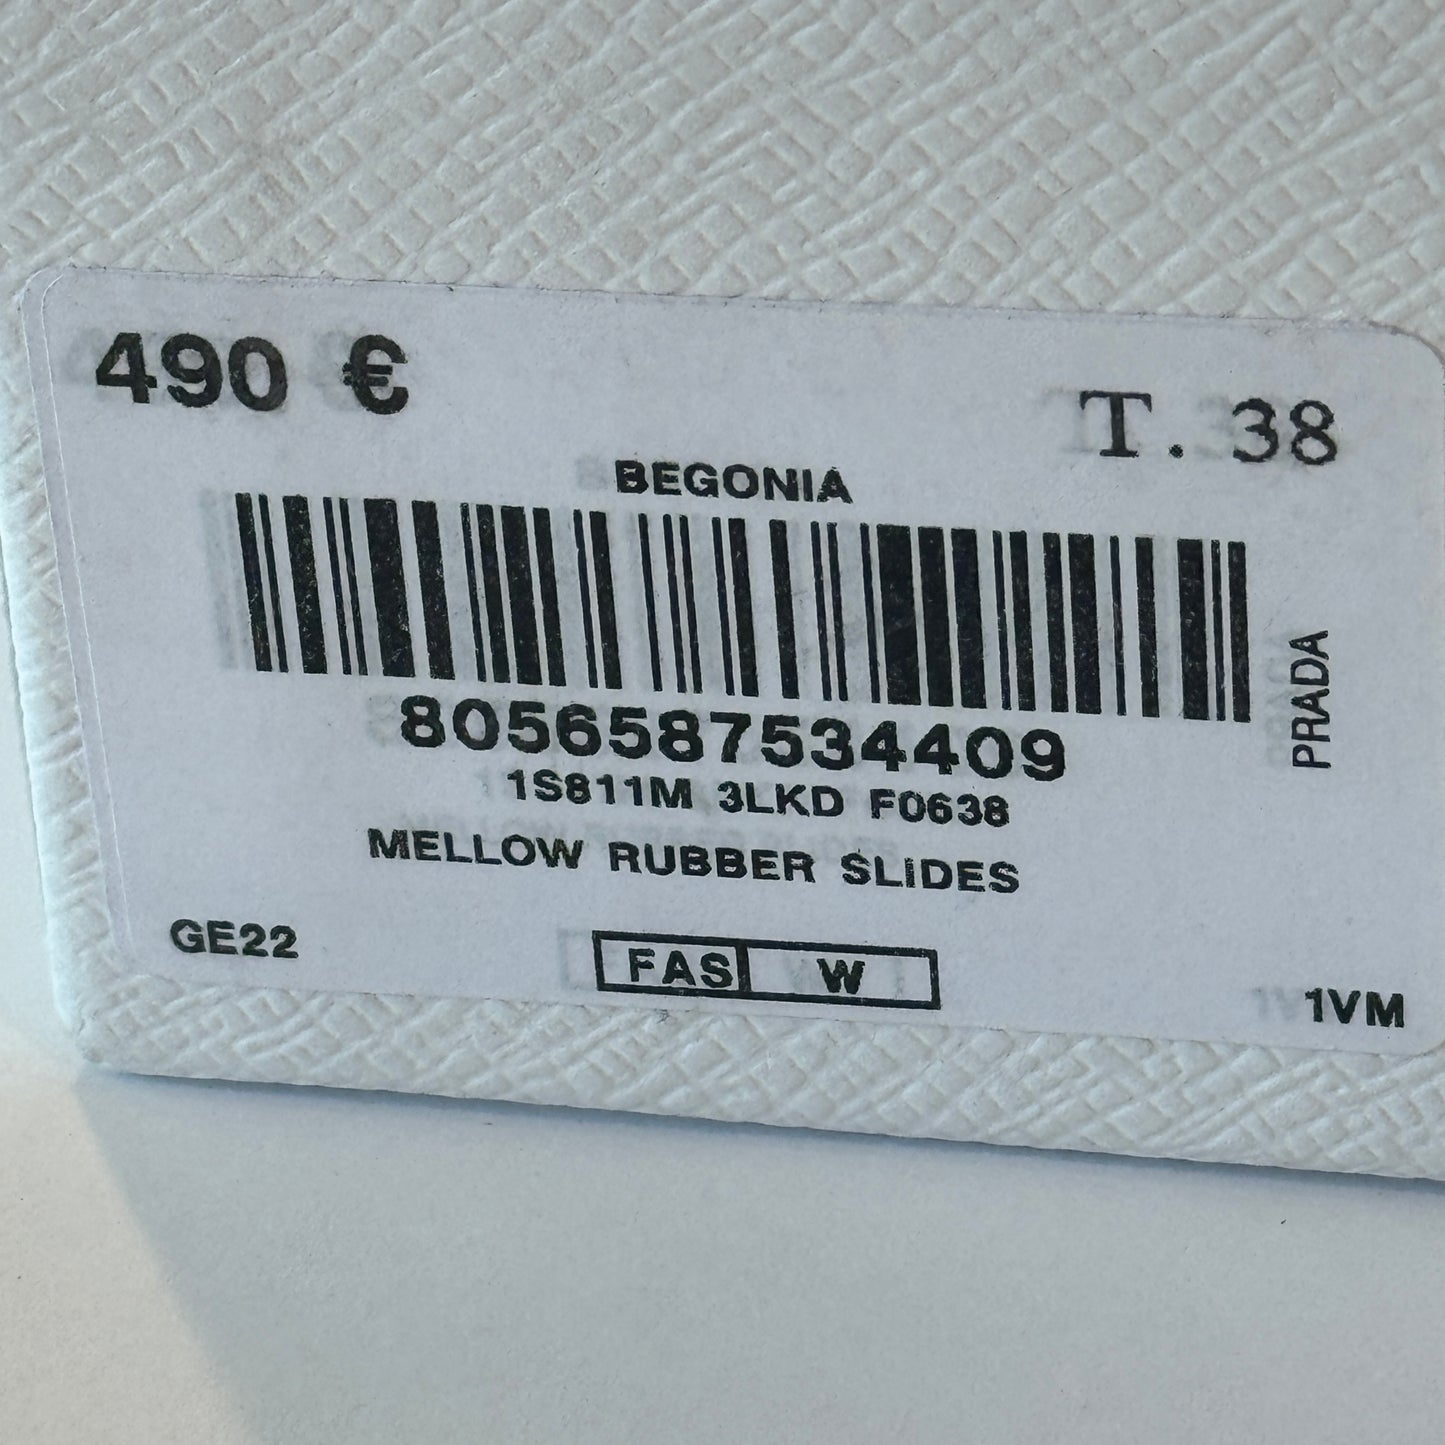 490 €
T. 38
BEGONIA
8056587534409
PRADA
1S811M 3LKD F0638
MELLOW RUBBER SLIDES
GE22
FAS W
1VM